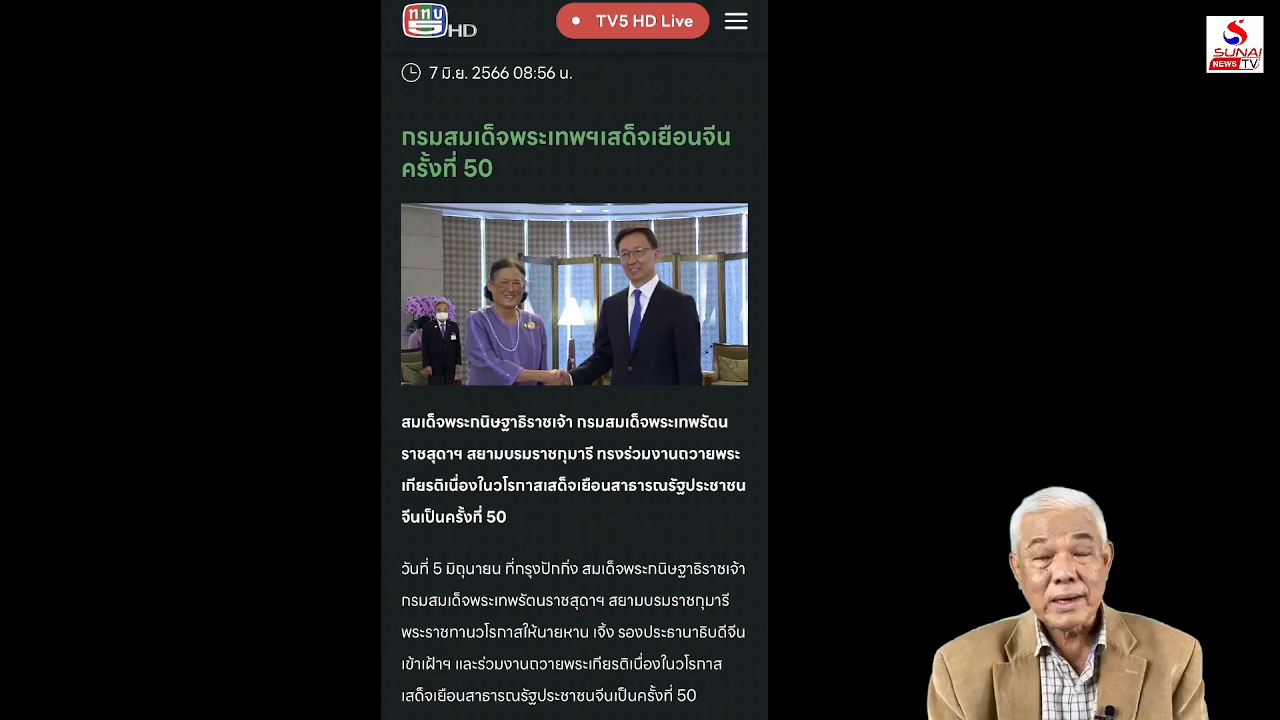 ททบ
5HD
TV5 HD Live
SUNAI
NEWS TV
7 มิ.ย. 2566 08:56 น.
กรมสมเด็จพระเทพฯเสด็จเยือนจีน
ครั้งที่ 50
สมเด็จพระกนิษฐาธิราชเจ้า กรมสมเด็จพระเทพรัตน
ราชสุดาฯ สยามบรมราชกุมารี ทรงร่วมงานถวายพระ
เกียรติเนื่องในวโรกาสเสด็จเยือนสาธารณรัฐประชาชน
จีนเป็นครั้งที่ 50
วันที่ 5 มิถุนายน ที่กรุงปักกิ่ง สมเด็จพระกนิษฐาธิราชเจ้า
กรมสมเด็จพระเทพรัตนราชสุดาฯ สยามบรมราชกุมารี
พระราชทานวโรกาสให้นายหาน เจิ้ง รองประธานาธิบดีจีน
เข้าเฝ้าฯ และร่วมงานถวายพระเกียรติเนื่องในวโรกาส
เสด็จเยือนสาธารณรัฐประชาชนจีนเป็นครั้งที่ 50